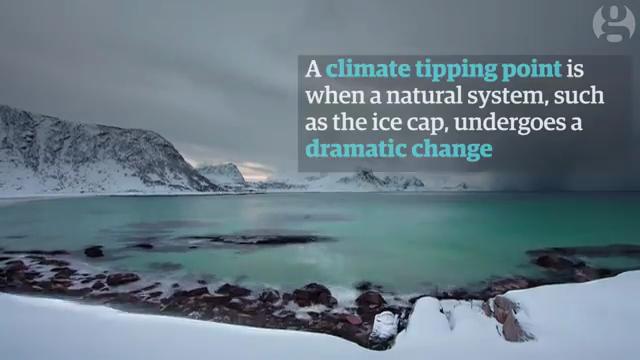 A climate tipping point is
when a natural system, such
as the ice cap, undergoes a
dramatic change